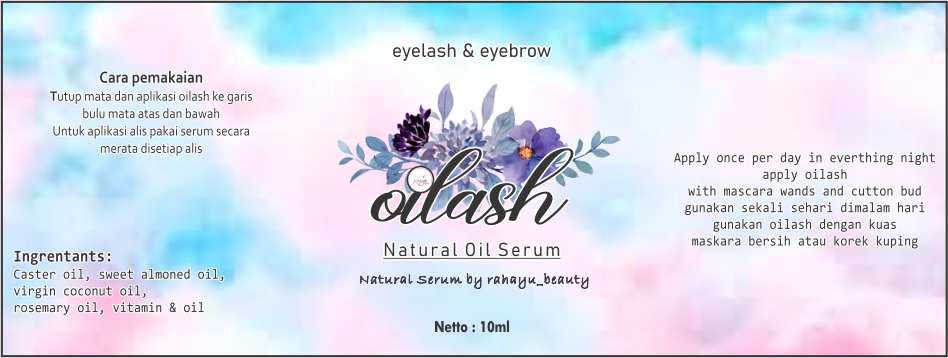 eyelash & eyebrow
Cara pemakaian
Tutup mata dan aplikasi oilash ke garis
bulu mata atas dan bawah
Untuk aplikasi alis pakai serum secara
merata disetiap alis
Ingrentants:
Caster oil, sweet almoned oil,
virgin coconut oil,
rosemary oil, vitamin & oil
oilash
Natural Oil Serum
Natural Serum by rahayu_beauty
Netto : 10ml
Apply once per day in everthing night
apply oilash
with mascara wands and cutton bud
gunakan sekali sehari dimalam hari
gunakan oilash dengan kuas
maskara bersih atau korek kuping